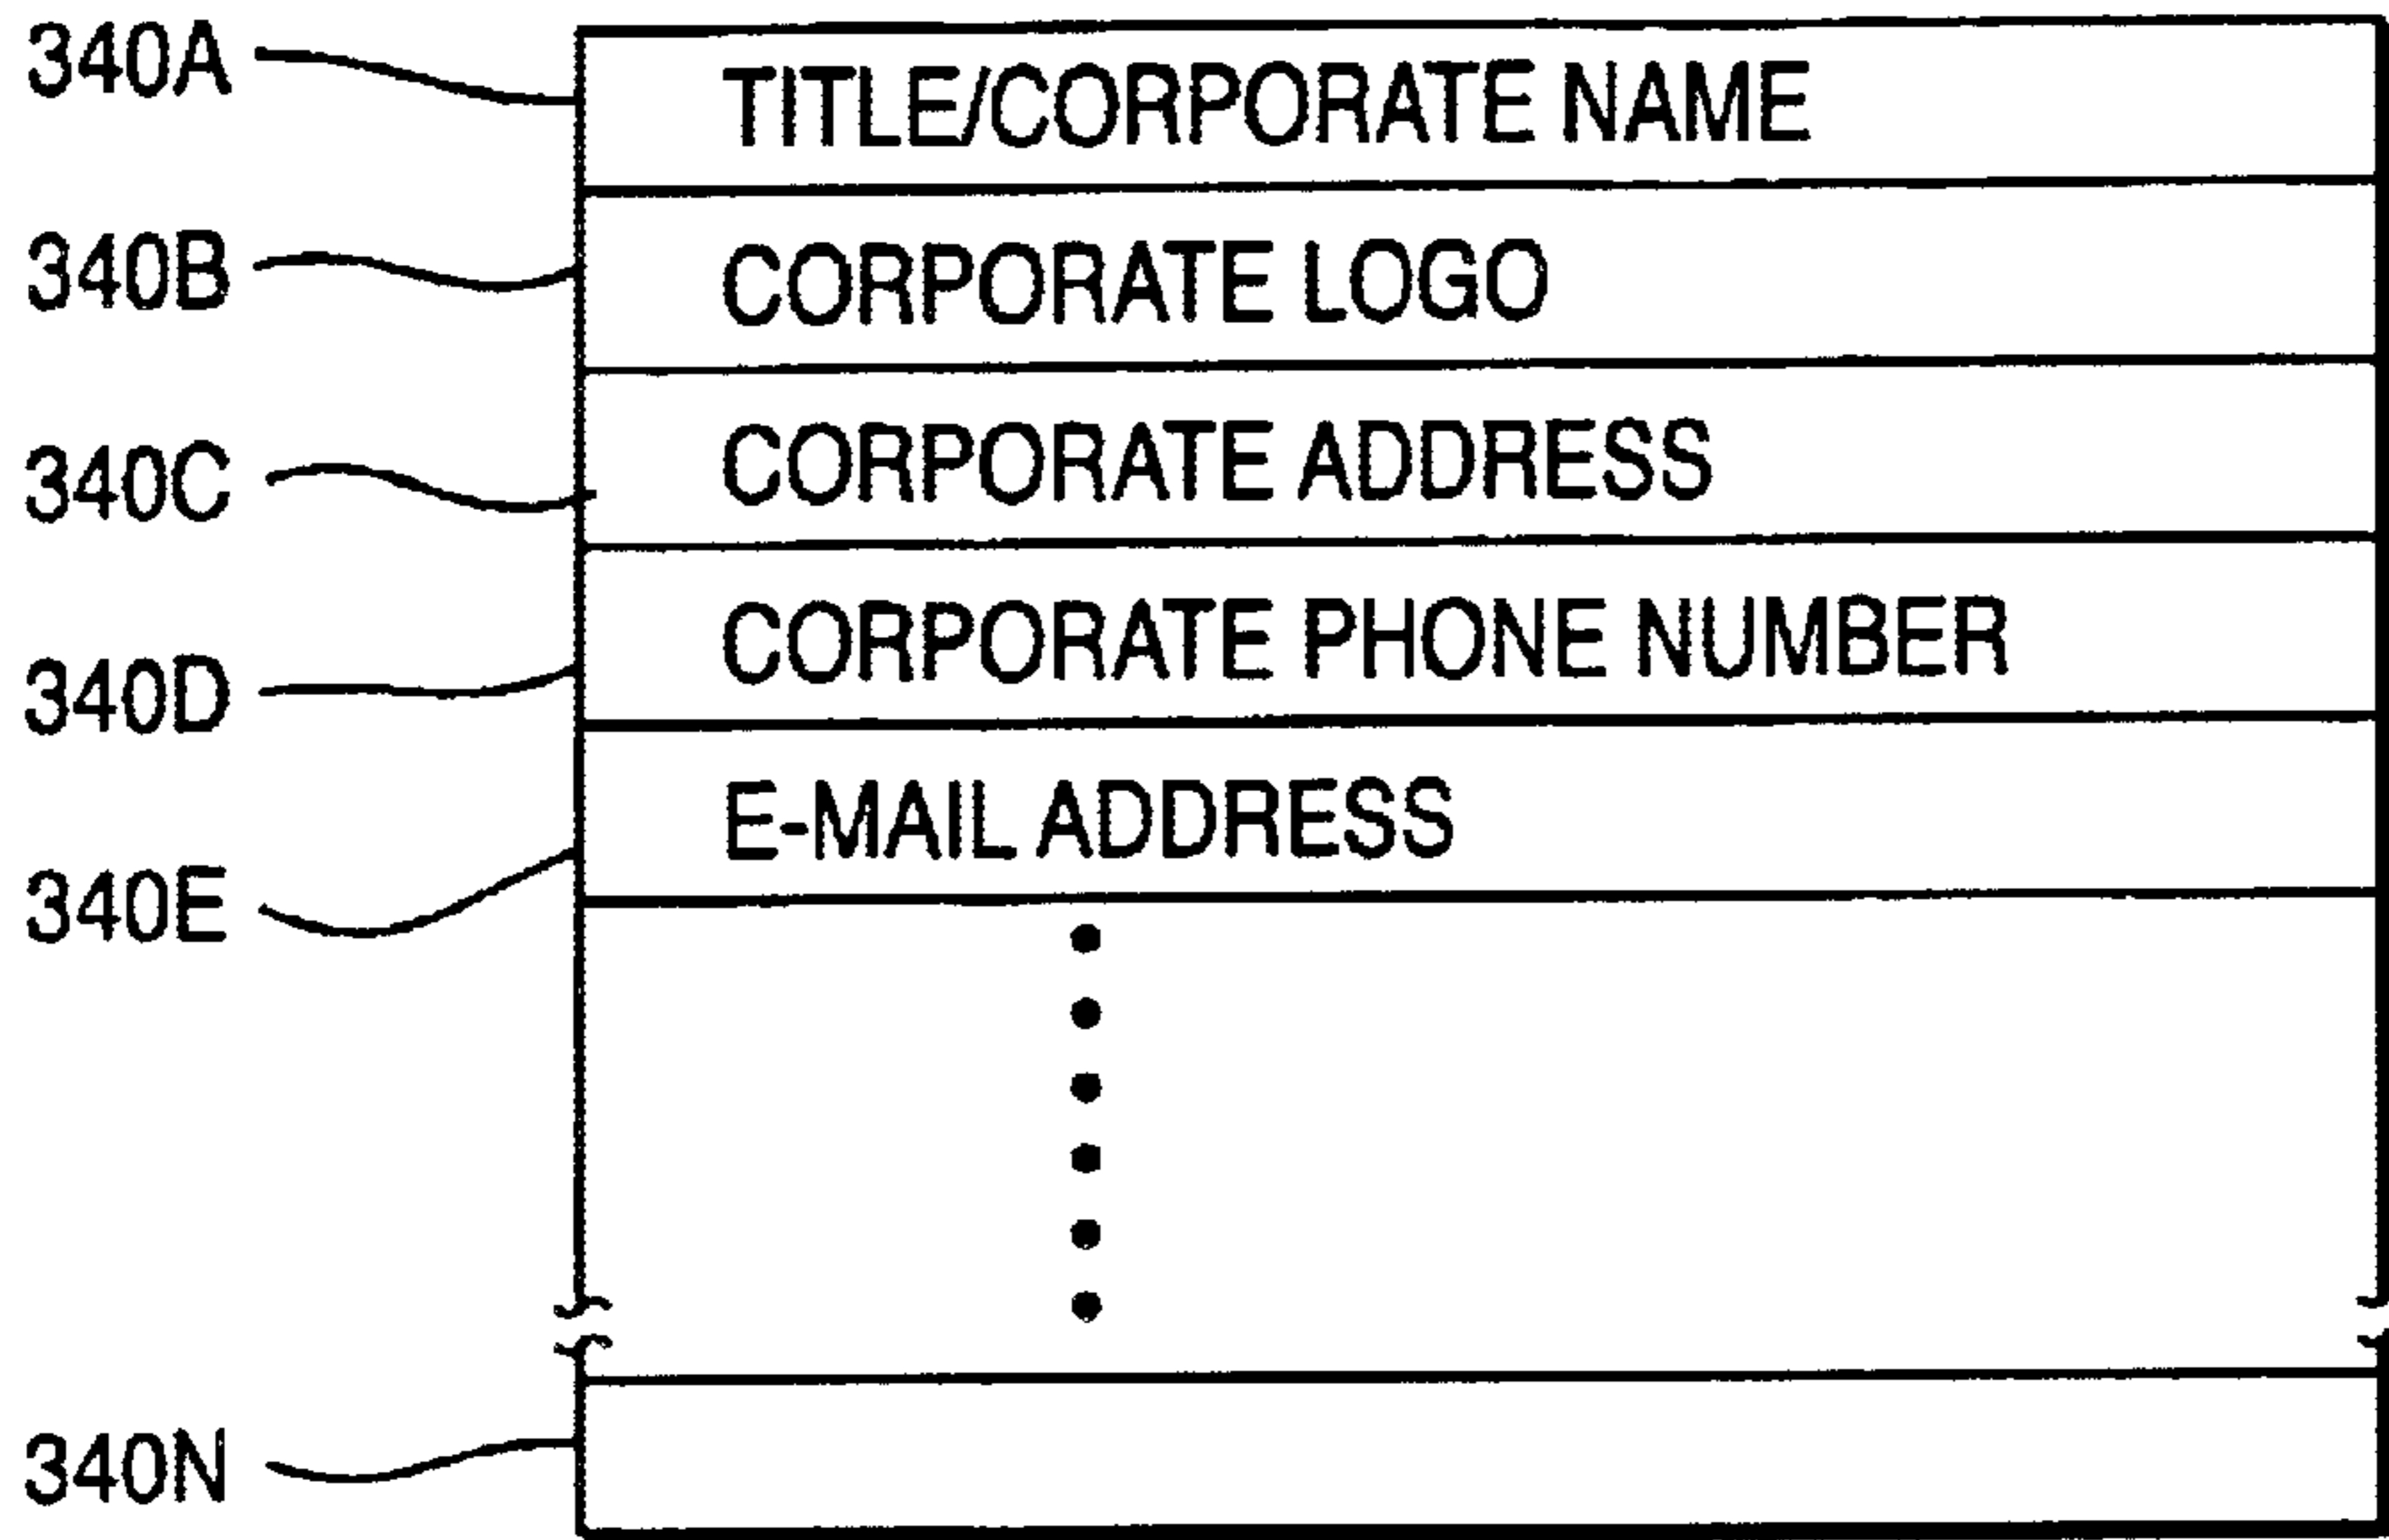 340A TITLE/CORPORATE NAME
340B CORPORATE LOGO
340C CORPORATE ADDRESS
340D CORPORATE PHONE NUMBER
340E E-MAIL ADDRESS
340N